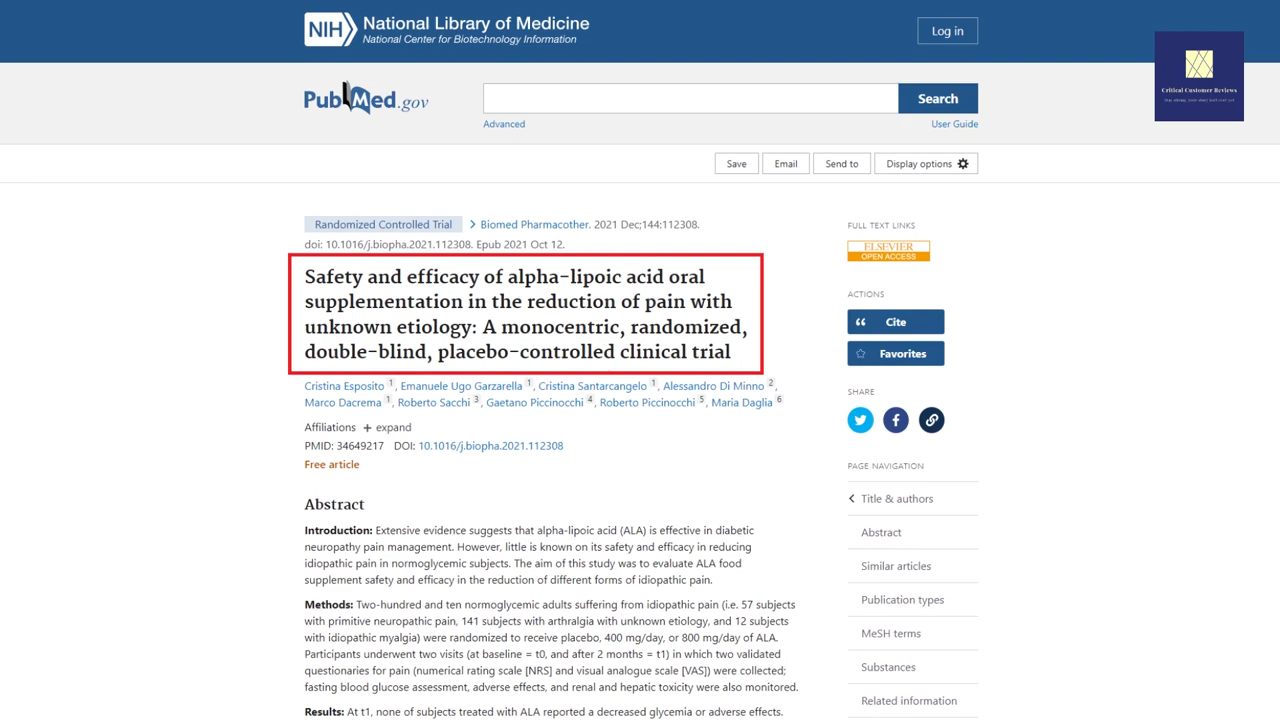 NIH National Library of Medicine
National Center for Biotechnology Information
Log in
Critical Customer Reviews
PubMed.gov
Search
Advanced
User Guide
Save
Email
Send to
Display options
Randomized Controlled Trial
Biomed Pharmacother. 2021 Dec;144:112308.
doi: 10.1016/j.biopha.2021.112308. Epub 2021 Oct 12.
Safety and efficacy of alpha-lipoic acid oral
supplementation in the reduction of pain with
unknown etiology: A monocentric, randomized,
double-blind, placebo-controlled clinical trial
Cristina Esposito 1, Emanuele Ugo Garzarella 1, Cristina Santarcangelo 1, Alessandro Di Minno 2,
Marco Dacrema 1, Roberto Sacchi 3, Gaetano Piccinocchi 4, Roberto Piccinocchi 5, Maria Daglia 6
Affiliations + expand
PMID: 34649217 DOI: 10.1016/j.biopha.2021.112308
Free article
Abstract
Introduction: Extensive evidence suggests that alpha-lipoic acid (ALA) is effective in diabetic
neuropathy pain management. However, little is known on its safety and efficacy in reducing
idiopathic pain in normoglycemic subjects. The aim of this study was to evaluate ALA food
supplement safety and efficacy in the reduction of different forms of idiopathic pain.
Methods: Two-hundred and ten normoglycemic adults suffering from idiopathic pain (i.e. 57 subjects
with primitive neuropathic pain, 141 subjects with arthralgia with unknown etiology, and 12 subjects
with idiopathic myalgia) were randomized to receive placebo, 400 mg/day, or 800 mg/day of ALA.
Participants underwent two visits (at baseline = t0, and after 2 months = t1) in which two validated
questionaries for pain (numerical rating scale [NRS] and visual analogue scale [VAS]) were collected;
fasting blood glucose assessment, adverse effects, and renal and hepatic toxicity were also monitored.
Results: At t1, none of subjects treated with ALA reported a decreased glycemia or adverse effects.
FULL TEXT LINKS
ELSEVIER
OPEN ACCESS
ACTIONS
Cite
Favorites
SHARE
PAGE NAVIGATION
Title & authors
Abstract
Similar articles
Publication types
MeSH terms
Substances
Related information